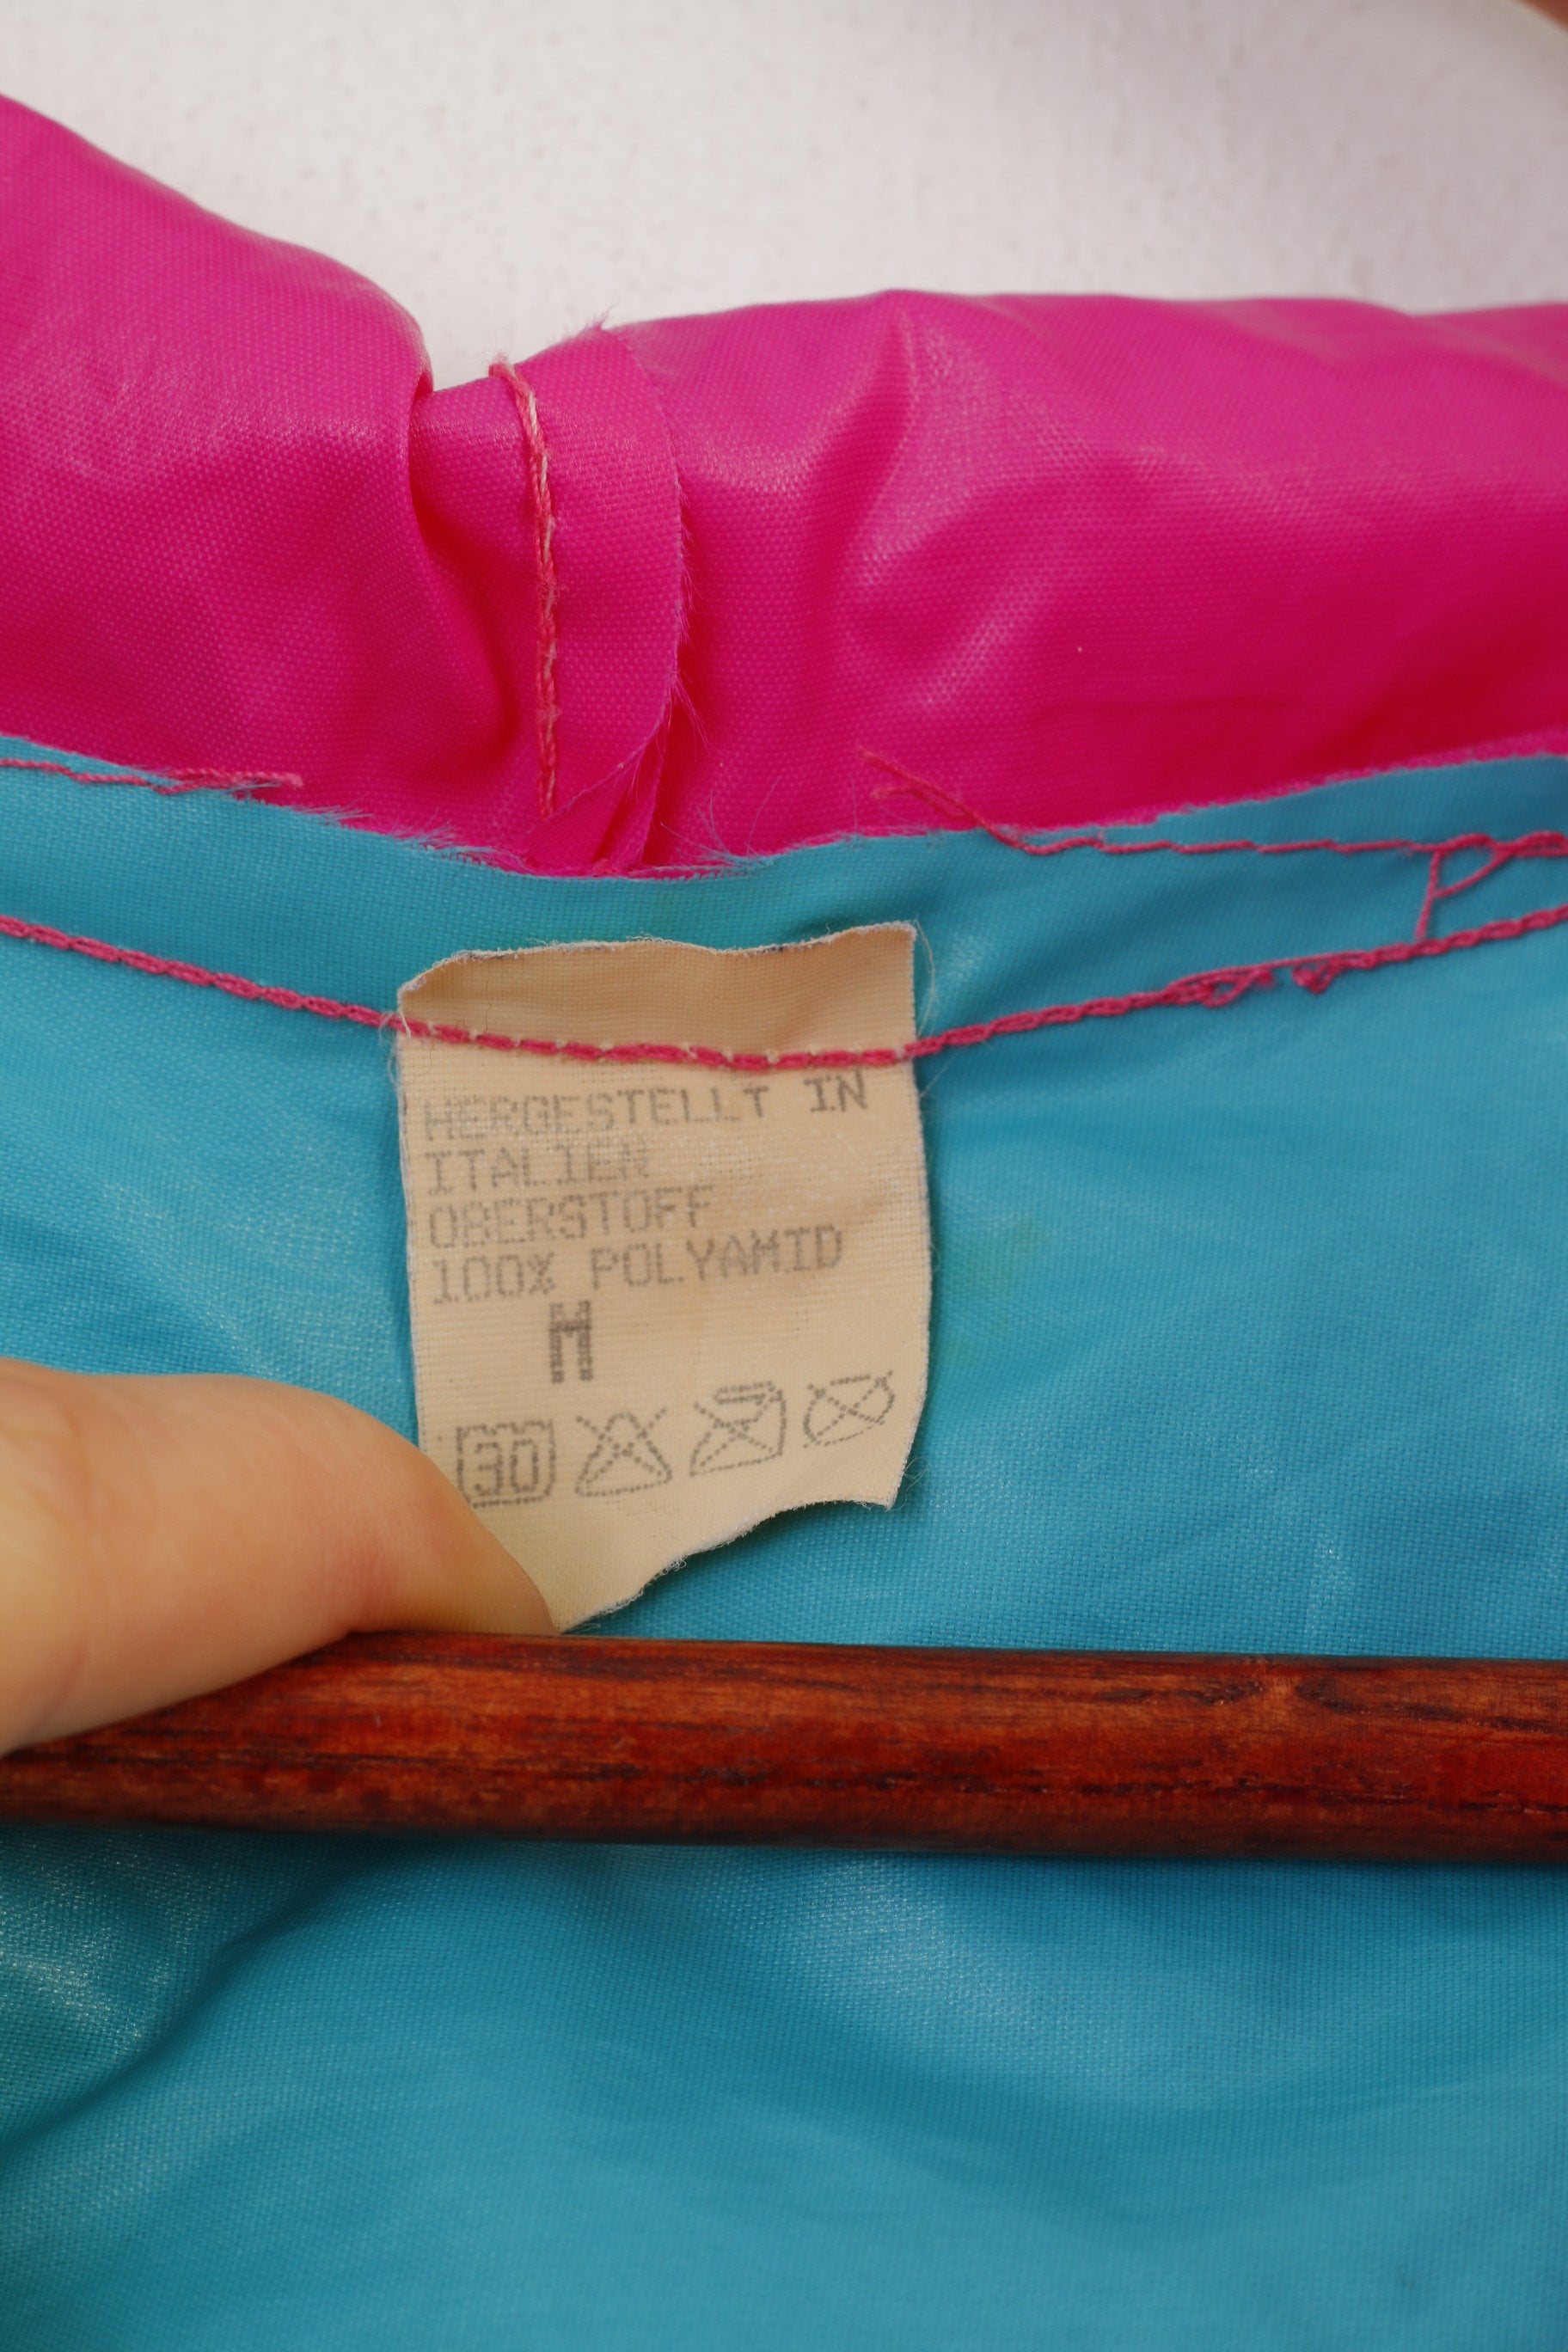 HERGESTELLT IN
ITALIEN
OBERSTOFF
100% POLYAMID
M
30